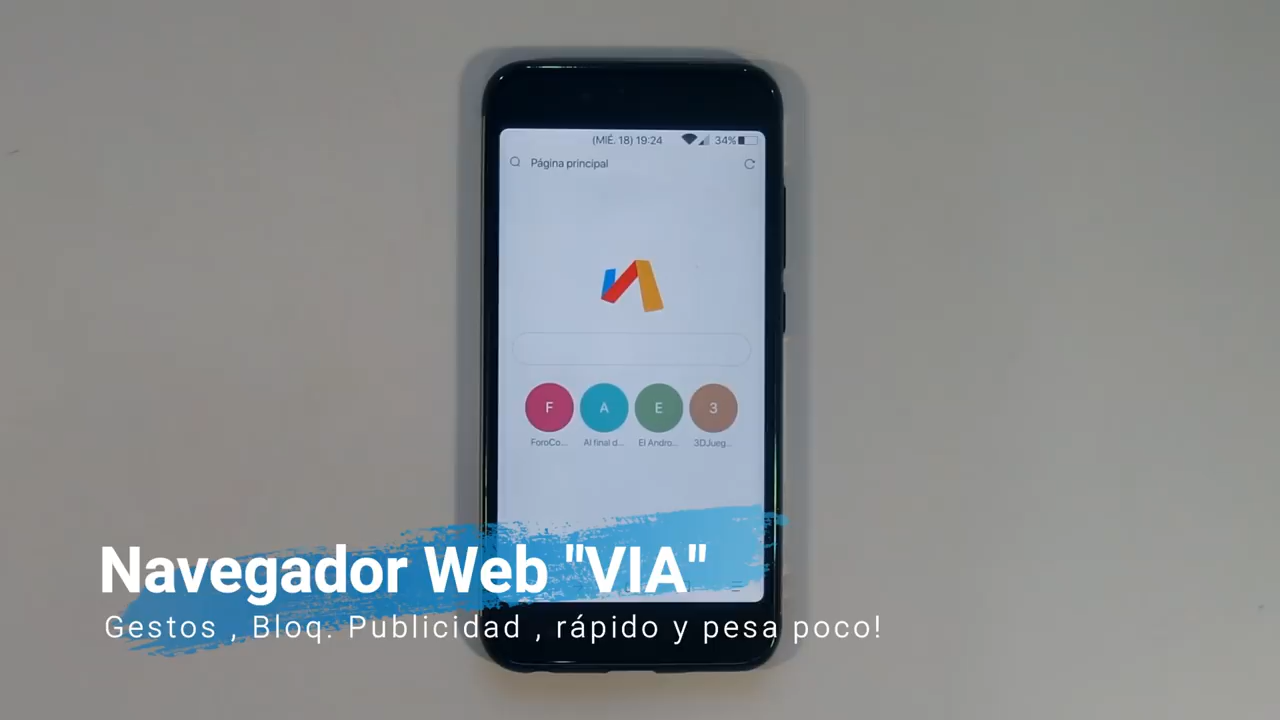 (MIÉ. 18) 19:24 34%
Página principal
F A E 3
ForoCo... Al final d... El Andro... 3DJueg...
Navegador Web "VIA"
Gestos , Bloq. Publicidad , rápido y pesa poco!